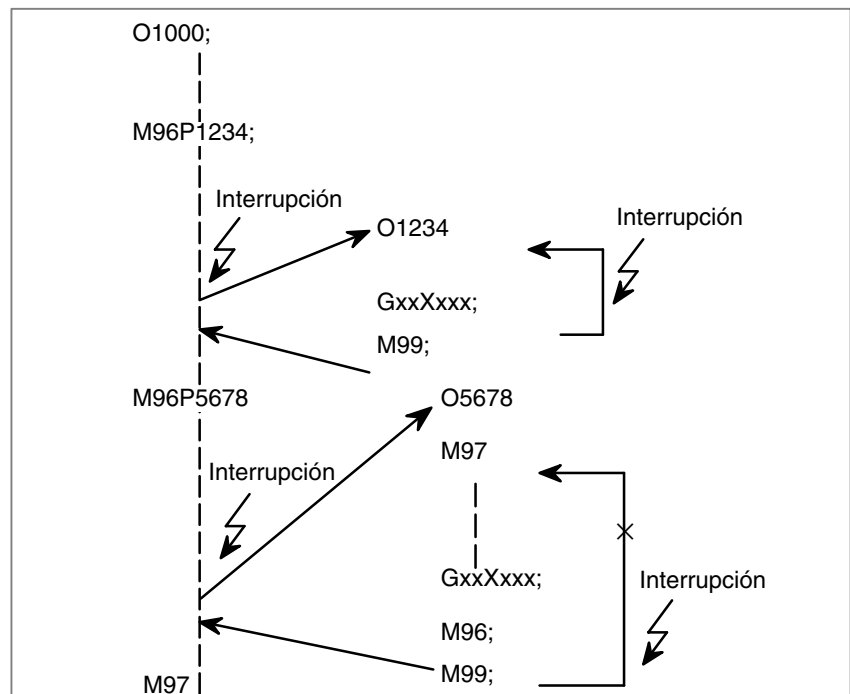 O1000;
M96P1234;
Interrupción
O1234
Interrupción
GxxXxxx;
M99;
M96P5678
O5678
M97
Interrupción
GxxXxxx;
Interrupción
M96;
M99;
M97